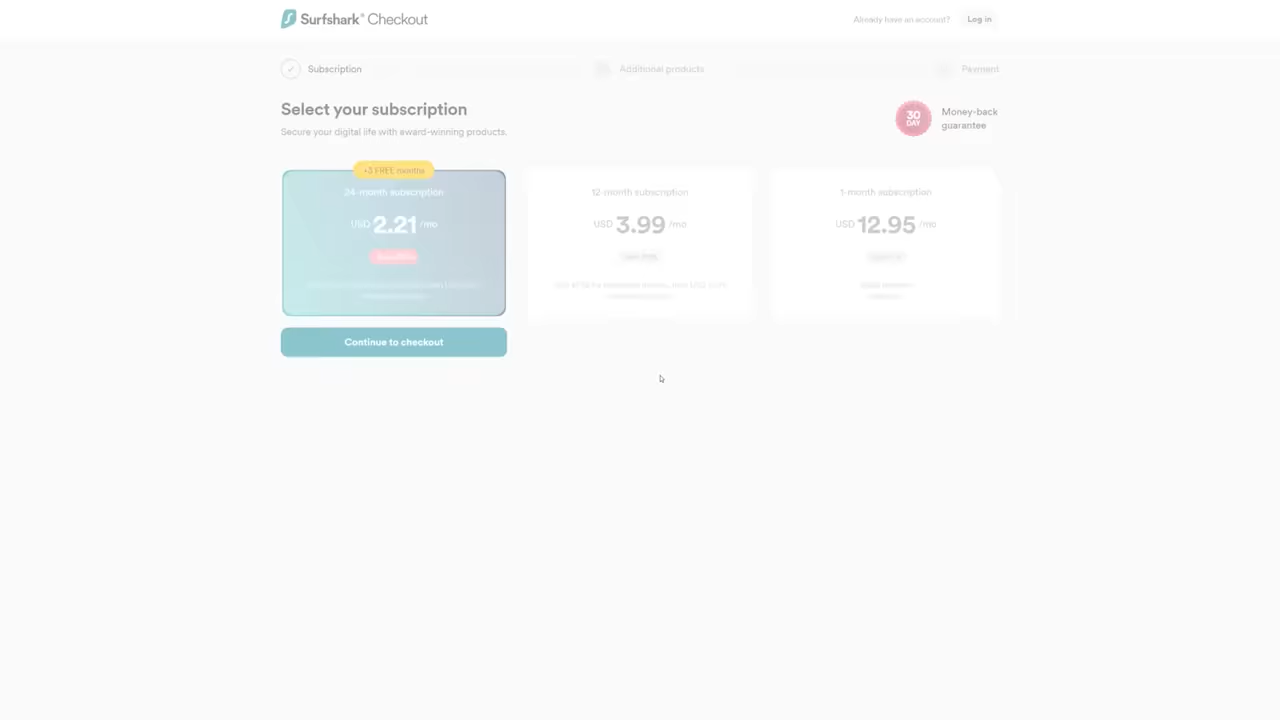 Surfshark® Checkout
Already have an account?
Log in
Subscription
Additional products
Payment
Select your subscription
Secure your digital life with award-winning products.
30
DAY
Money-back
guarantee
+3 FREE months
24-month subscription
USD 2.21 /mo
12-month subscription
USD 3.99 /mo
1-month subscription
USD 12.95 /mo
Continue to checkout